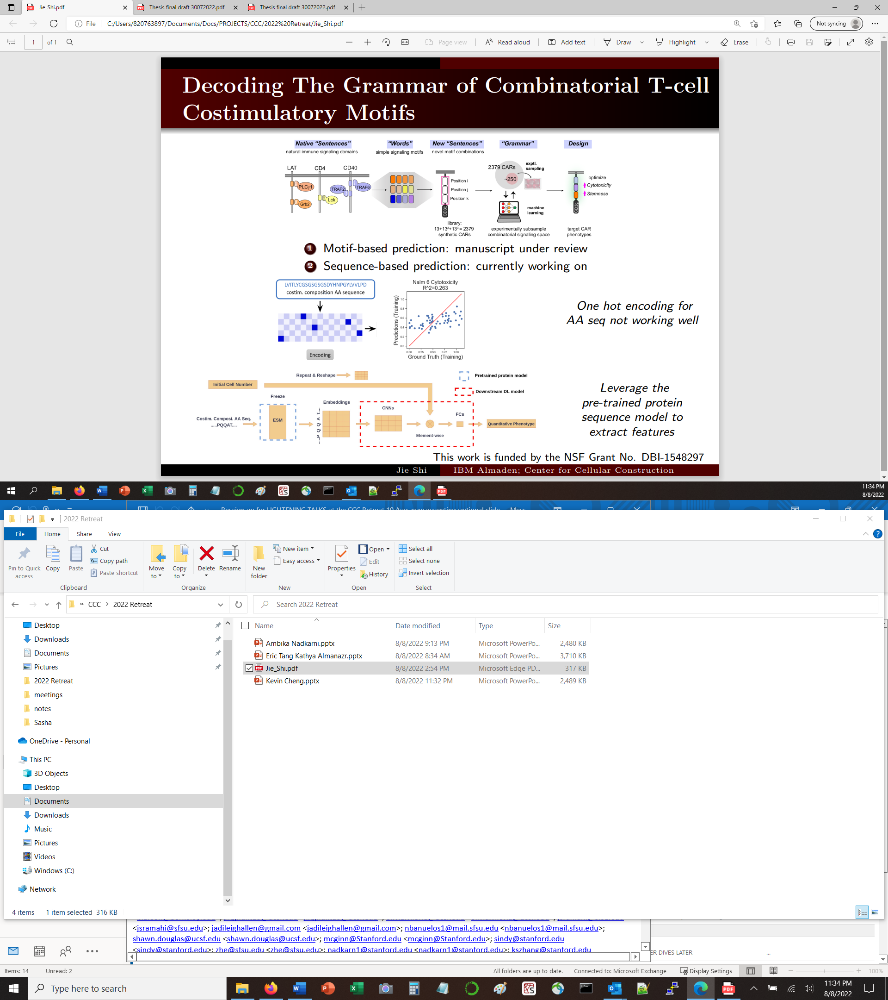 Jie_Shi.pdf
Thesis final draft 30072022.pdf
Thesis final draft 30072022.pdf
File
C:/Users/820763897/Documents/Docs/PROJECTS/CCC/2022%20Retreat/Jie_Shi.pdf
Not syncing
1 of 1
Page view
Read aloud
Add text
Draw
Highlight
Erase
Decoding The Grammar of Combinatorial T-cell
Costimulatory Motifs
Native “Sentences”
natural immune signaling domains
“Words”
simple signaling motifs
New “Sentences”
novel motif combinations
“Grammar”
Design
LAT
CD4
CD40
PLCγ1
Grb2
Lck
TRAF2
TRAF6
Position i
Position j
Position k
CD3ζ
library:
13+13²+13³ = 2379
synthetic CARs
2379 CARs
~250
exptl.
sampling
machine
learning
experimentally subsample
combinatorial signaling space
optimize
Cytotoxicity
Stemness
CD3ζ
target CAR
phenotypes
1 Motif-based prediction: manuscript under review
2 Sequence-based prediction: currently working on
LVITLYCGSGSGSGSDYHNPGYLVVLPD
costim. composition AA sequence
Encoding
Nalm 6 Cytotoxicity
R^2=0.263
Predictions (Training)
1.0
0.8
0.6
0.4
0.2
0.0
0.00 0.25 0.50 0.75 1.00
Ground Truth (Training)
One hot encoding for
AA seq not working well
Repeat & Reshape
Initial Cell Number
Pretrained protein model
Downstream DL model
Freeze
Embeddings
CNNs
FCs
Costim. Composi. AA Seq.
.....PQQAT....
ESM
....P Q Q A T....
Element-wise
Quantitative Phenotype
Leverage the
pre-trained protein
sequence model to
extract features
This work is funded by the NSF Grant No. DBI-1548297
Jie Shi
IBM Almaden; Center for Cellular Construction
11:34 PM
8/8/2022
Re: sign up for LIGHTENING TALKS at the CCC Retreat 10 Aug, now accepting optional slide
2022 Retreat
File
Home
Share
View
Pin to Quick
access
Copy
Paste
Cut
Copy path
Paste shortcut
Clipboard
Move
to
Copy
to
Delete
Rename
Organize
New
folder
New item
Easy access
New
Properties
Open
Edit
History
Open
Select all
Select none
Invert selection
Select
« CCC > 2022 Retreat
Search 2022 Retreat
Desktop
Downloads
Documents
Pictures
2022 Retreat
meetings
notes
Sasha
OneDrive - Personal
This PC
3D Objects
Desktop
Documents
Downloads
Music
Pictures
Videos
Windows (C:)
Network
Name Date modified Type Size
Ambika Nadkarni.pptx 8/8/2022 9:13 PM Microsoft PowerPo... 2,480 KB
Eric Tang Kathya Almanazr.pptx 8/8/2022 8:34 AM Microsoft PowerPo... 3,710 KB
Jie_Shi.pdf 8/8/2022 2:54 PM Microsoft Edge PD... 317 KB
Kevin Cheng.pptx 8/8/2022 11:32 PM Microsoft PowerPo... 2,489 KB
4 items 1 item selected 316 KB
<jsramahi@sfsu.edu>; jadileighallen@gmail.com <jadileighallen@gmail.com>; nbanuelos1@mail.sfsu.edu <nbanuelos1@mail.sfsu.edu>;
shawn.douglas@ucsf.edu <shawn.douglas@ucsf.edu>; mcginn@Stanford.edu <mcginn@Stanford.edu>; sindy@stanford.edu
<sindy@stanford.edu>; zhe@sfsu.edu <zhe@sfsu.edu>; nadkarn1@stanford.edu <nadkarn1@stanford.edu>; kszhang@stanford.edu
ER DIVES LATER
...
Items: 14
Unread: 2
All folders are up to date.
Connected to: Microsoft Exchange
Display Settings
100%
Type here to search
11:34 PM
8/8/2022